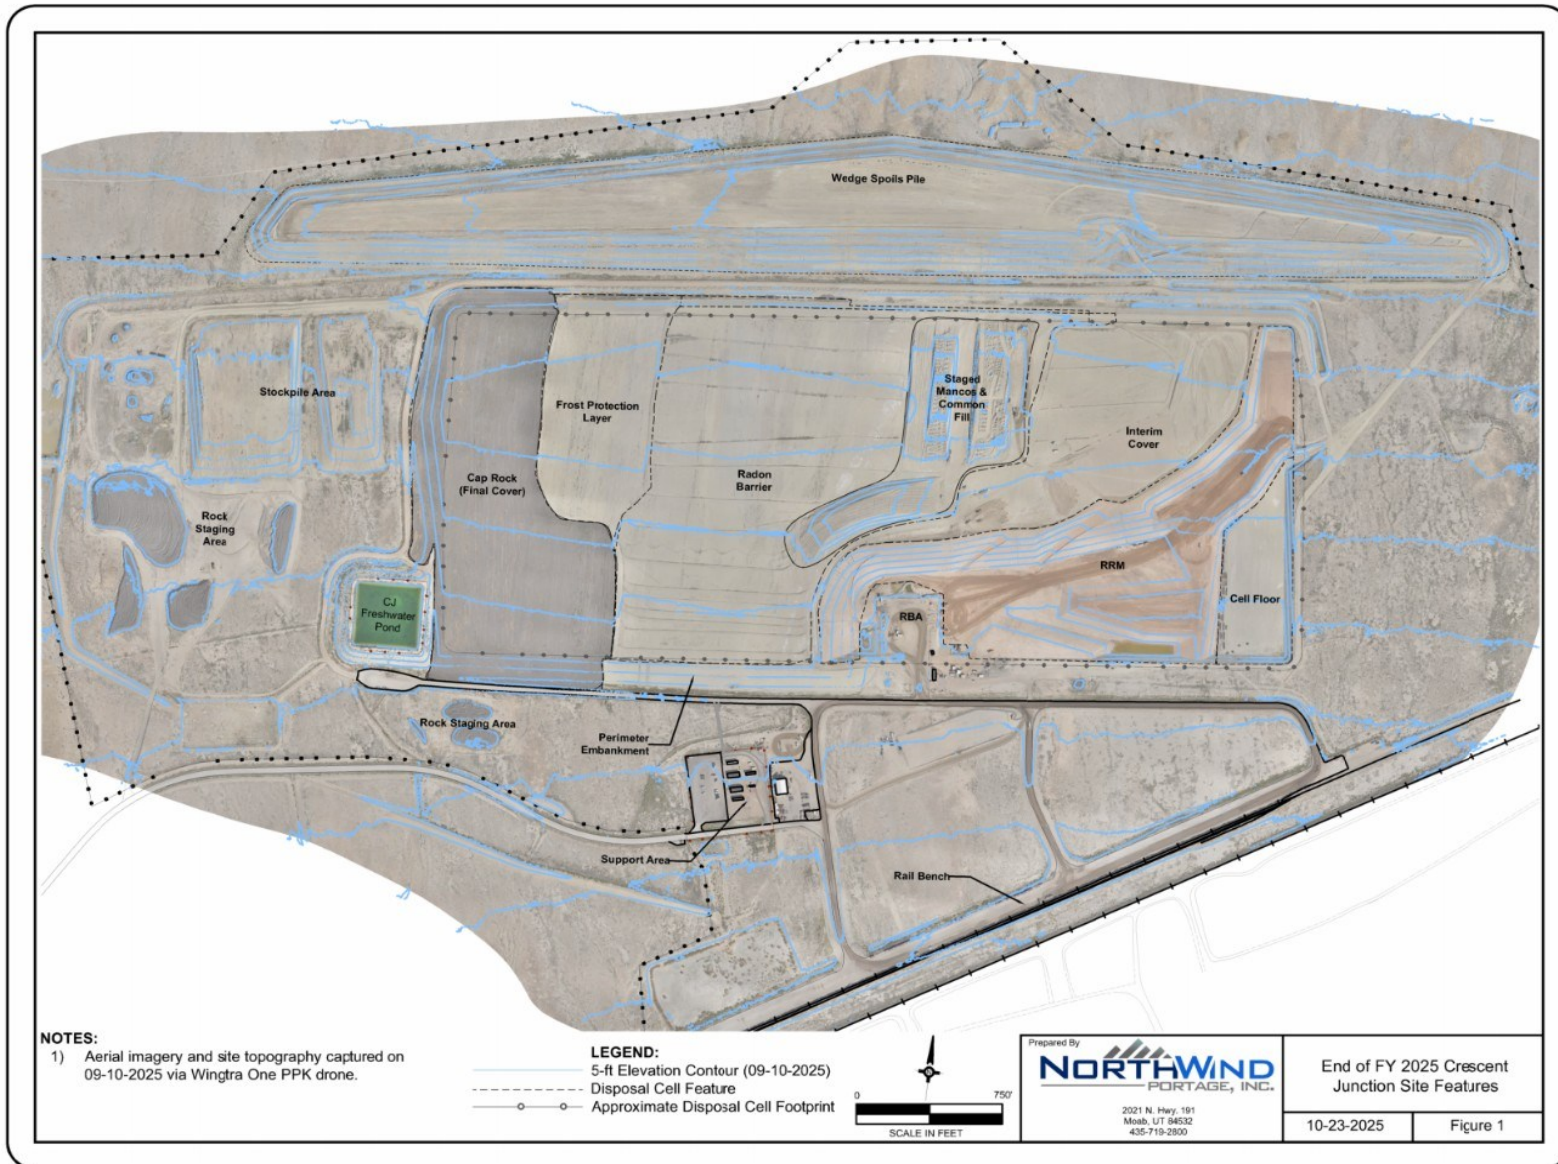 Wedge Spoils Pile
Stockpile Area
Frost Protection
Layer
Staged
Mancos &
Common
Fill
Interim
Cover
Cap Rock
(Final Cover)
Radon
Barrier
Rock
Staging
Area
RRM
CJ
Freshwater
Pond
RBA
Cell Floor
Rock Staging Area
Perimeter
Embankment
Support Area
Rail Bench
NOTES:
1) Aerial imagery and site topography captured on
09-10-2025 via Wingtra One PPK drone.
LEGEND:
5-ft Elevation Contour (09-10-2025)
Disposal Cell Feature
Approximate Disposal Cell Footprint
0 750'
SCALE IN FEET
Prepared By
NORTHWIND
PORTAGE, INC.
2021 N. Hwy. 191
Moab, UT 84532
435-719-2800
End of FY 2025 Crescent
Junction Site Features
10-23-2025
Figure 1